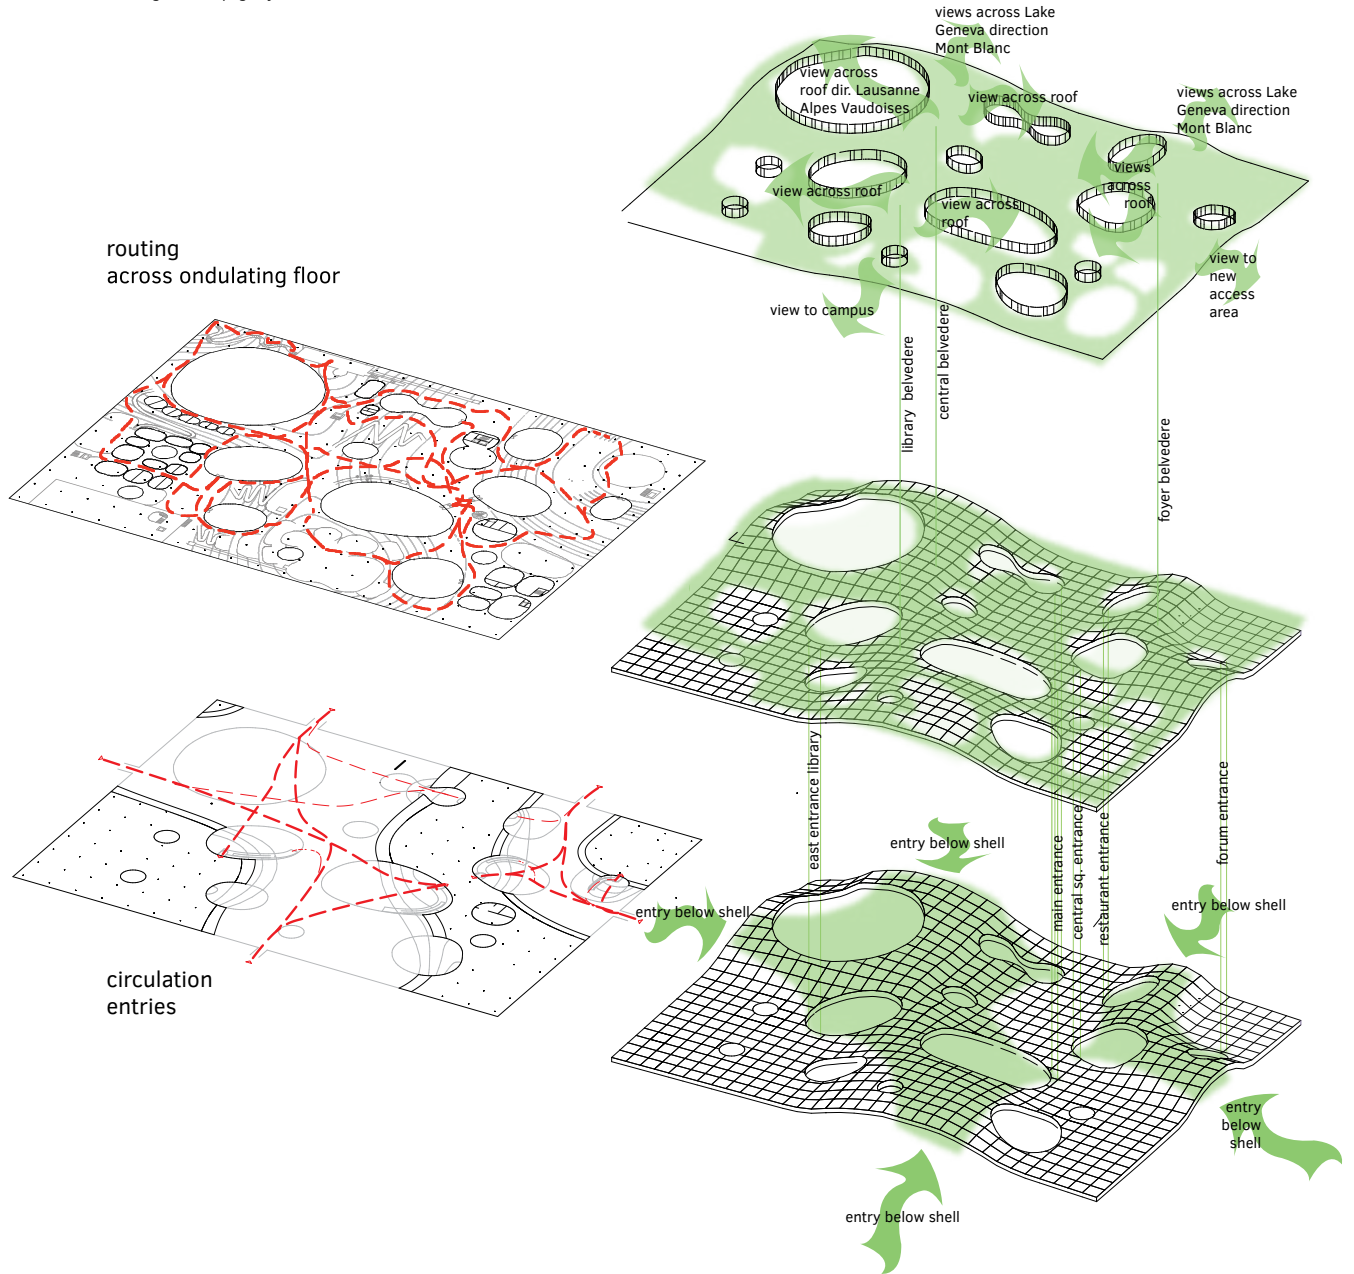 views across Lake
Geneva direction
Mont Blanc
view across
roof dir. Lausanne
Alpes Vaudoises
view across roof
views across Lake
Geneva direction
Mont Blanc
views
across
roof
view across roof
view across
roof
routing
across ondulating floor
view to
new
access
area
view to campus
library belvedere
central belvedere
foyer belvedere
east entrance library
main entrance
central sq. entrance
restaurant entrance
forum entrance
entry below shell
entry below shell
entry below shell
circulation
entries
entry
below
shell
entry below shell